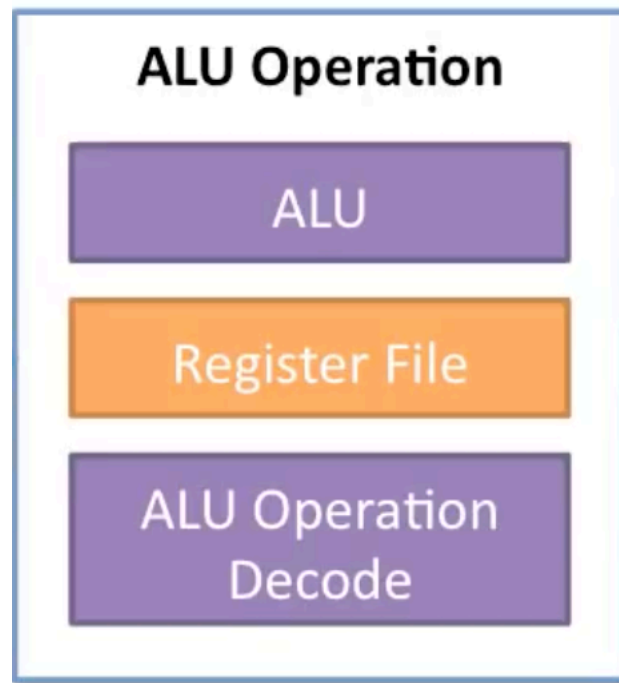 ALU Operation
ALU
Register File
ALU Operation
Decode